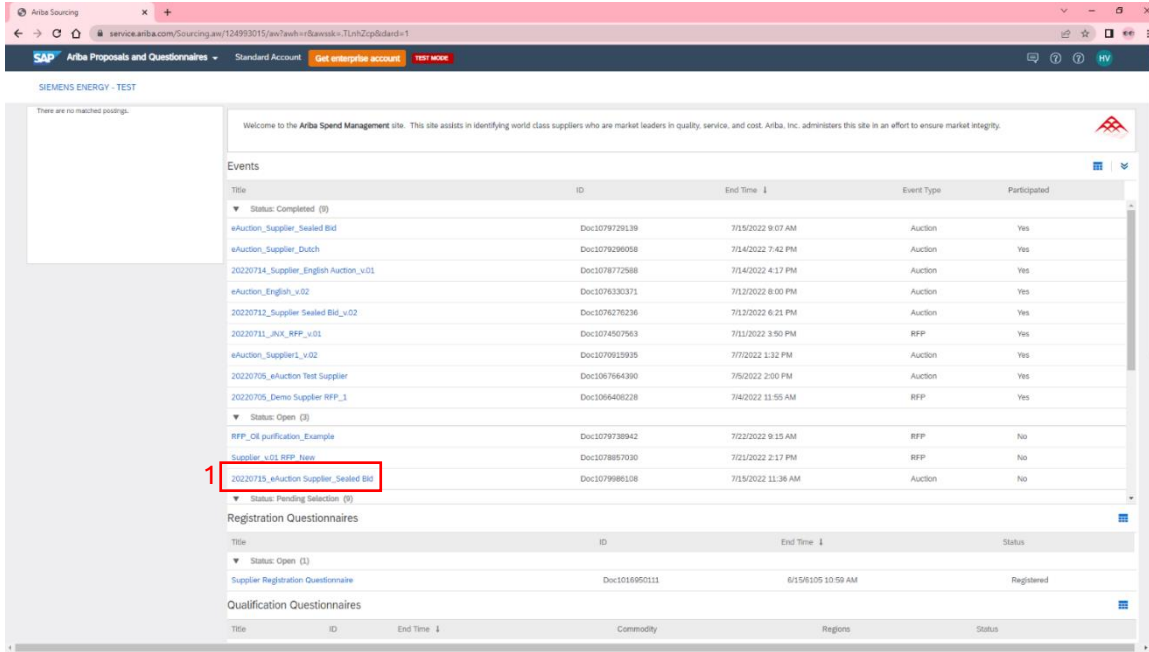 Ariba Sourcing
service.ariba.com/Sourcing.aw/124993015/aw?awh=r&awssk=.TLnhZcp&dard=1
SAP Ariba Proposals and Questionnaires Standard Account Get enterprise account TEST MODE HV
SIEMENS ENERGY - TEST
There are no matched postings.
Welcome to the Ariba Spend Management site. This site assists in identifying world class suppliers who are market leaders in quality, service, and cost. Ariba, Inc. administers this site in an effort to ensure market integrity.
Events
Title ID End Time ↓ Event Type Participated
▼ Status: Completed (9)
eAuction_Supplier_Sealed Bid Doc1079729139 7/15/2022 9:07 AM Auction Yes
eAuction_Supplier_Dutch Doc1079296058 7/14/2022 7:42 PM Auction Yes
20220714_Supplier_English Auction_v.01 Doc1078772588 7/14/2022 4:17 PM Auction Yes
eAuction_English_v.02 Doc1076330371 7/12/2022 8:00 PM Auction Yes
20220712_Supplier Sealed Bid_v.02 Doc1076276236 7/12/2022 6:21 PM Auction Yes
20220711_JNX_RFP_v.01 Doc1074507563 7/11/2022 3:50 PM RFP Yes
eAuction_Supplier1_v.02 Doc1070915935 7/7/2022 1:32 PM Auction Yes
20220705_eAuction Test Supplier Doc1067664390 7/5/2022 2:00 PM Auction Yes
20220705_Demo Supplier RFP_1 Doc1066408228 7/4/2022 11:55 AM RFP Yes
▼ Status: Open (3)
RFP_Oil purification_Example Doc1079738942 7/22/2022 9:15 AM RFP No
Supplier_v.01 RFP_New Doc1078857030 7/21/2022 2:17 PM RFP No
1 20220715_eAuction Supplier_Sealed Bid Doc1079986108 7/15/2022 11:36 AM Auction No
▼ Status: Pending Selection (9)
Registration Questionnaires
Title ID End Time ↓ Status
▼ Status: Open (1)
Supplier Registration Questionnaire Doc1016950111 6/15/6105 10:59 AM Registered
Qualification Questionnaires
Title ID End Time ↓ Commodity Regions Status